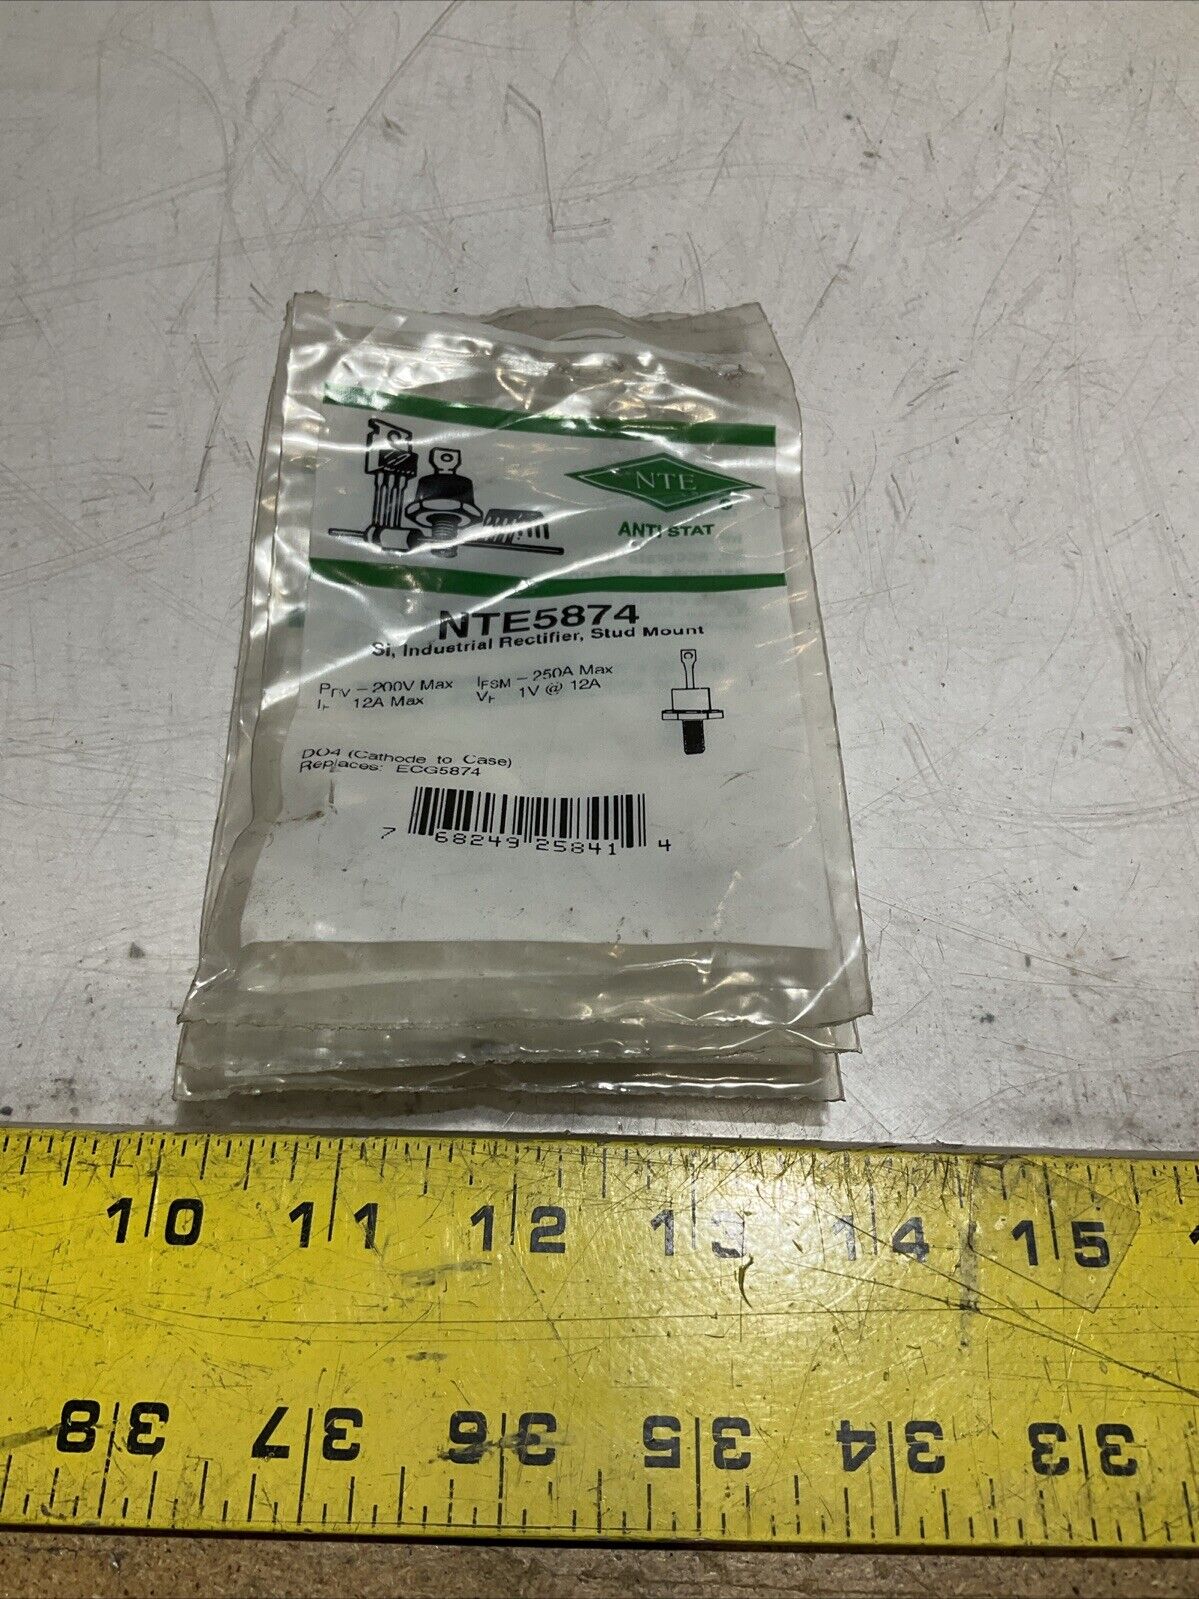 NTE
®
ANTI STAT
NTE5874
Si, Industrial Rectifier, Stud Mount
PRV – 200V Max IFSM – 250A Max
IF 12A Max VF 1V @ 12A
DO4 (Cathode to Case)
Replaces: ECG5874
7 68249 25841 4
10 11 12 13 14 15
38 37 36 35 34 33